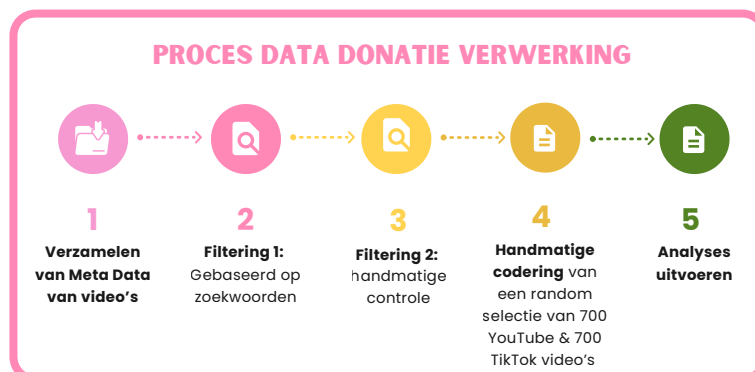 PROCES DATA DONATIE VERWERKING
1
Verzamelen
van Meta Data
van video's
2
Filtering 1:
Gebaseerd op
zoekwoorden
3
Filtering 2:
handmatige
controle
4
Handmatige
codering van
een random
selectie van 700
YouTube & 700
TikTok video's
5
Analyses
uitvoeren